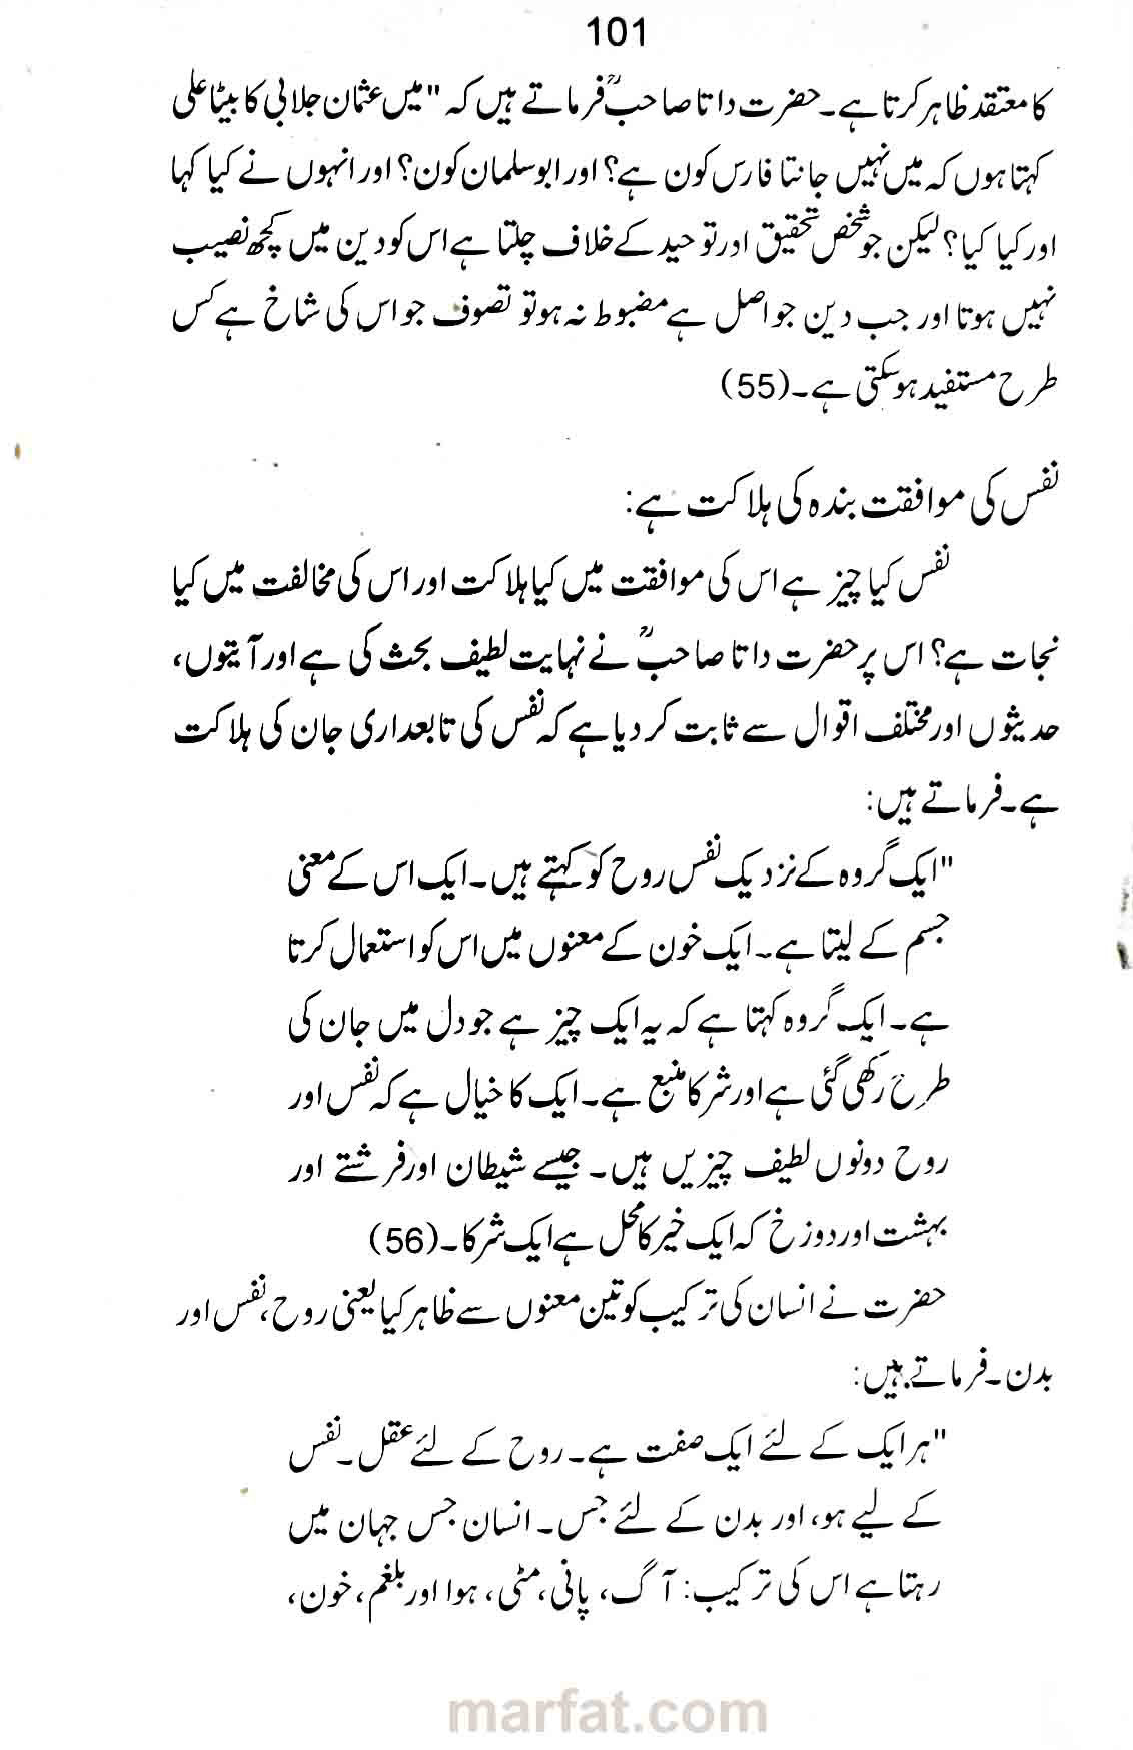 101
کا معتقد ظاہر کرتا ہے۔ حضرت داتا صاحبؒ فرماتے ہیں کہ "میں عثمان جلابی کا بیٹا علی
کہتا ہوں کہ میں نہیں جانتا فارس کون ہے؟ اور ابوسلمان کون؟ اور انہوں نے کیا کہا
اور کیا کیا؟ لیکن جو شخص تحقیق اور توحید کے خلاف چلتا ہے اس کو دین میں کچھ نصیب
نہیں ہوتا اور جب دین جو اصل ہے مضبوط نہ ہو تو تصوف جو اس کی شاخ ہے کس
طرح مستفید ہو سکتی ہے۔ (55)
نفس کی موافقت بندہ کی ہلاکت ہے:
نفس کیا چیز ہے اس کی موافقت میں کیا ہلاکت اور اس کی مخالفت میں کیا
نجات ہے؟ اس پر حضرت داتا صاحبؒ نے نہایت لطیف بحث کی ہے اور آیتوں،
حدیثوں اور مختلف اقوال سے ثابت کر دیا ہے کہ نفس کی تابعداری جان کی ہلاکت
ہے۔ فرماتے ہیں:
"ایک گروہ کے نزدیک نفس روح کو کہتے ہیں۔ ایک اس کے معنی
جسم کے لیتا ہے۔ ایک خون کے معنوں میں اس کو استعمال کرتا
ہے۔ ایک گروہ کہتا ہے کہ یہ ایک چیز ہے جو دل میں جان کی
طرح رکھی گئی ہے اور شر کا منبع ہے۔ ایک کا خیال ہے کہ نفس اور
روح دونوں لطیف چیزیں ہیں۔ جیسے شیطان اور فرشتے اور
بہشت اور دوزخ کہ ایک خیر کا محل ہے ایک شر کا۔ (56)
حضرت نے انسان کی ترکیب کو تین معنوں سے ظاہر کیا یعنی روح، نفس اور
بدن۔ فرماتے ہیں:
"ہر ایک کے لئے ایک صفت ہے۔ روح کے لئے عقل۔ نفس
کے لیے ہو، اور بدن کے لئے جس۔ انسان جس جہان میں
رہتا ہے اس کی ترکیب: آگ، پانی، مٹی، ہوا اور بلغم، خون،
marfat.com